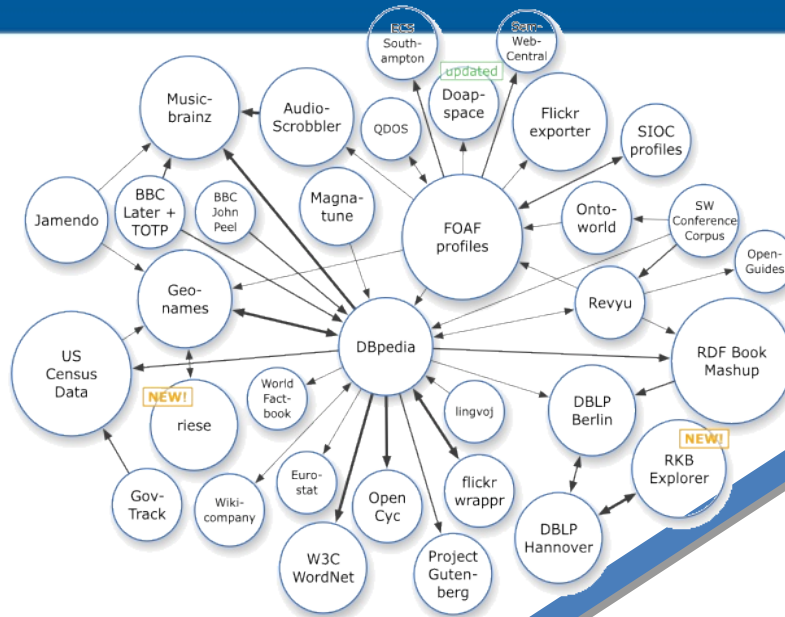 ECS
South-
ampton
Sem-
Web-
Central
updated
Doap-
space
Music-
brainz
Audio-
Scrobbler
QDOS
Flickr
exporter
SIOC
profiles
Jamendo
BBC
Later +
TOTP
BBC
John
Peel
Magna-
tune
FOAF
profiles
Onto-
world
SW
Conference
Corpus
Open-
Guides
Geo-
names
Revyu
DBpedia
US
Census
Data
RDF Book
Mashup
NEW!
riese
World
Fact-
book
lingvoj
DBLP
Berlin
NEW!
RKB
Explorer
Gov-
Track
Wiki-
company
Euro-
stat
Open
Cyc
flickr
wrappr
DBLP
Hannover
W3C
WordNet
Project
Guten-
berg